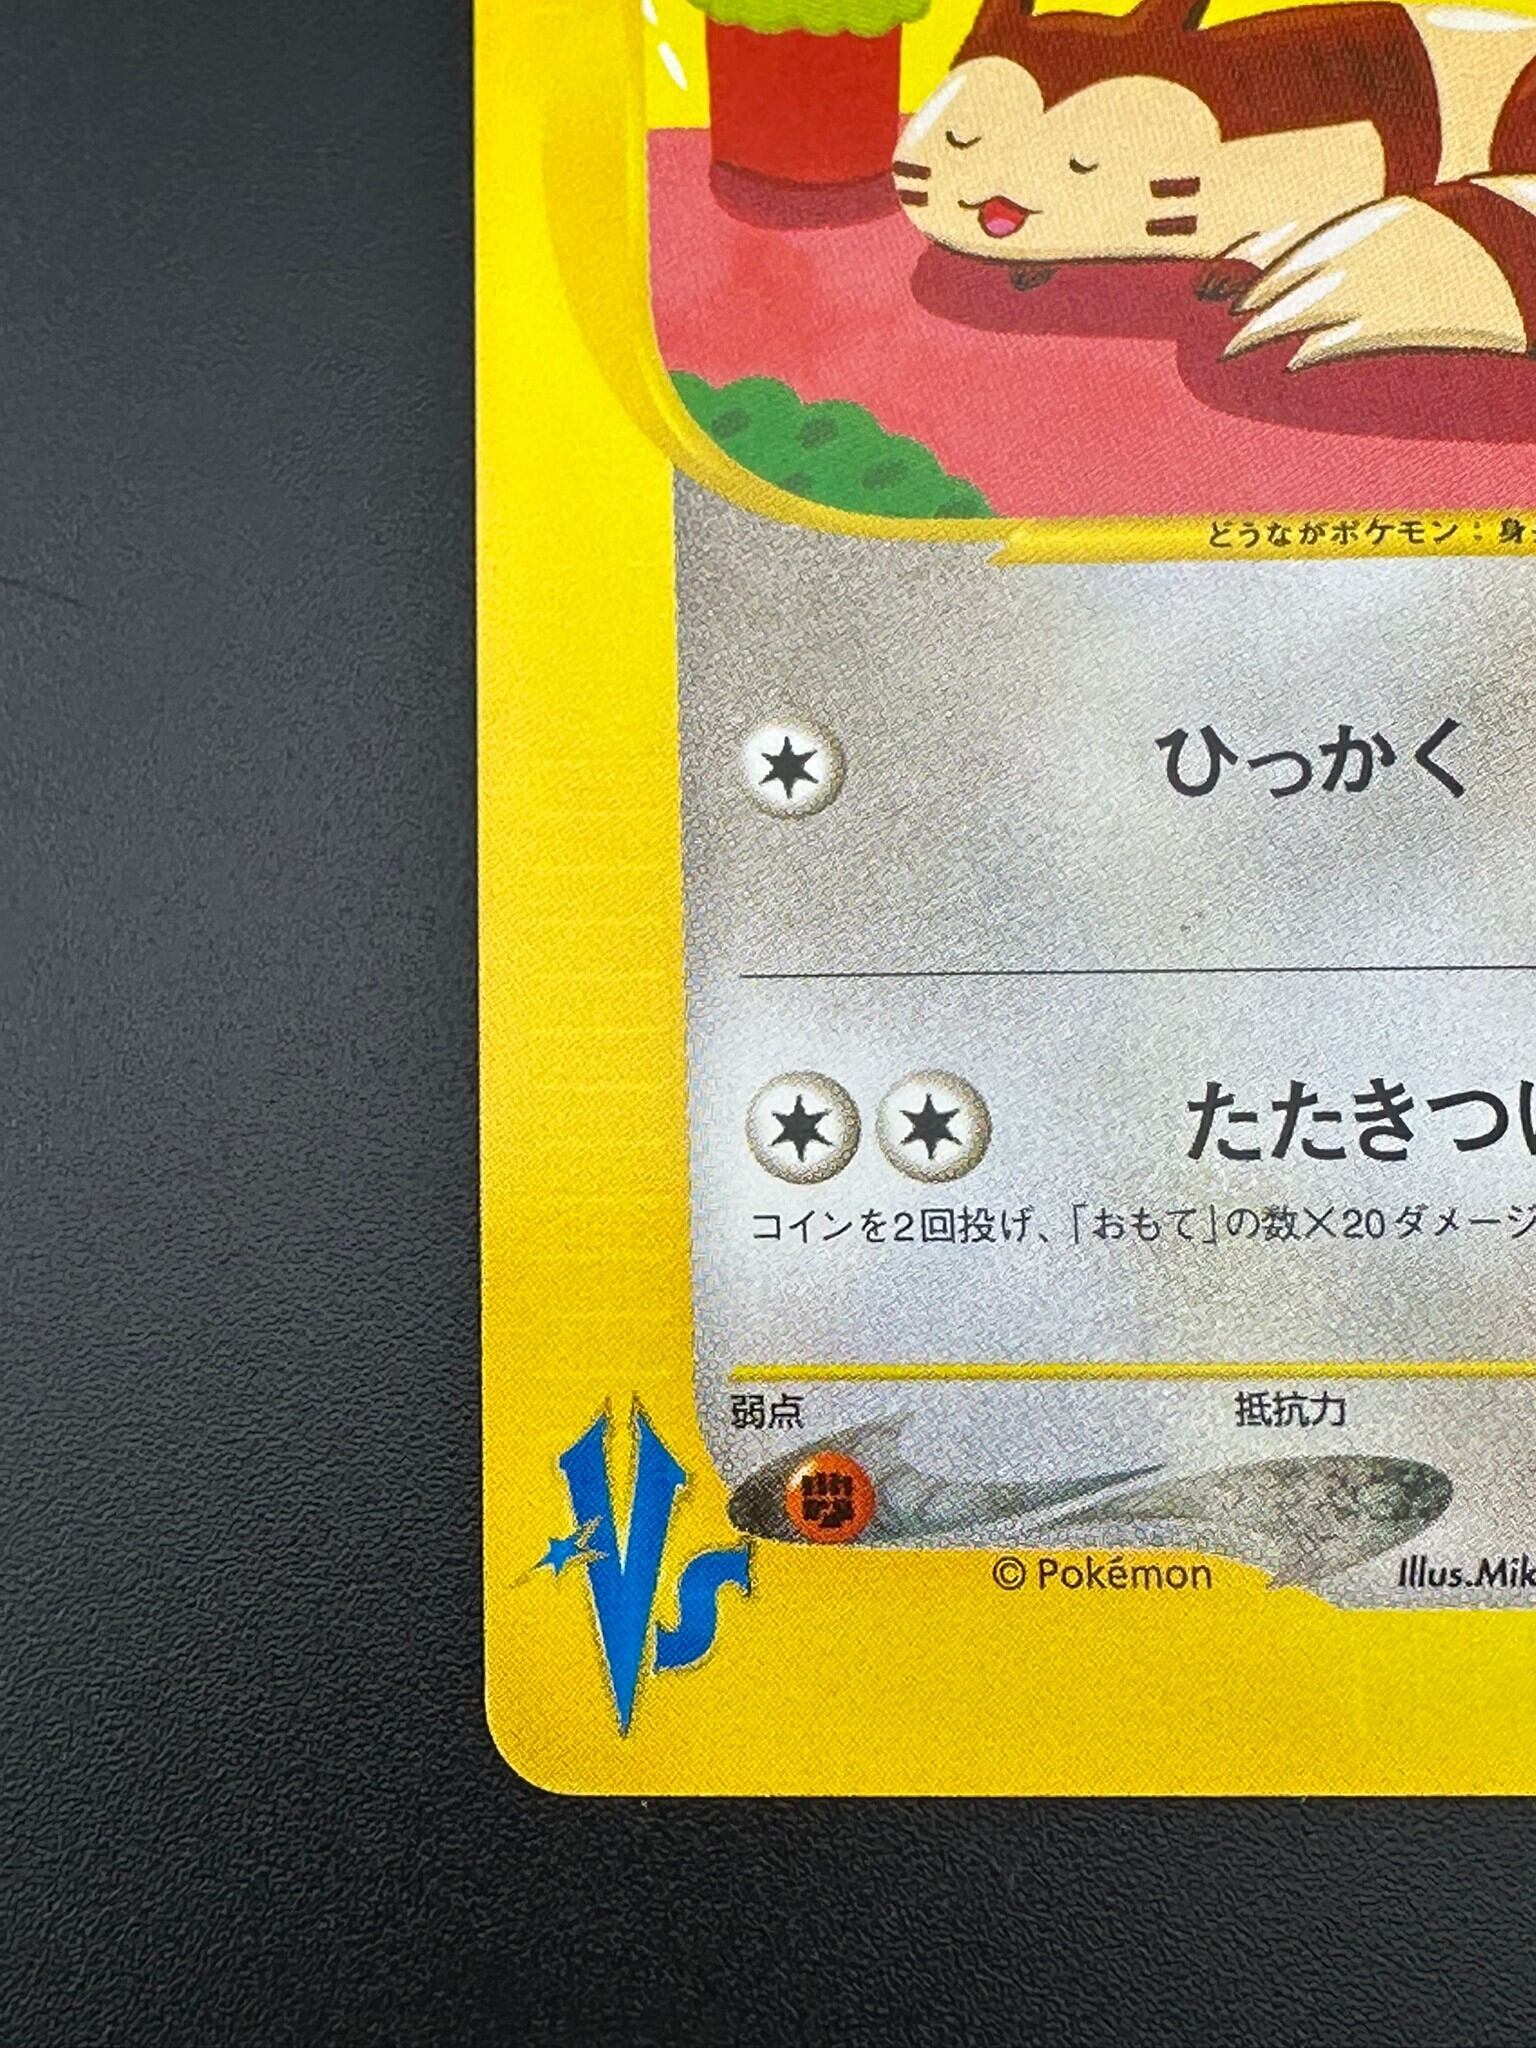 どうながポケモン：身
ひっかく
たたきつ
コインを2回投げ、「おもて」の数×20ダメージ
弱点 抵抗力
Vs
© Pokémon Illus.Mik